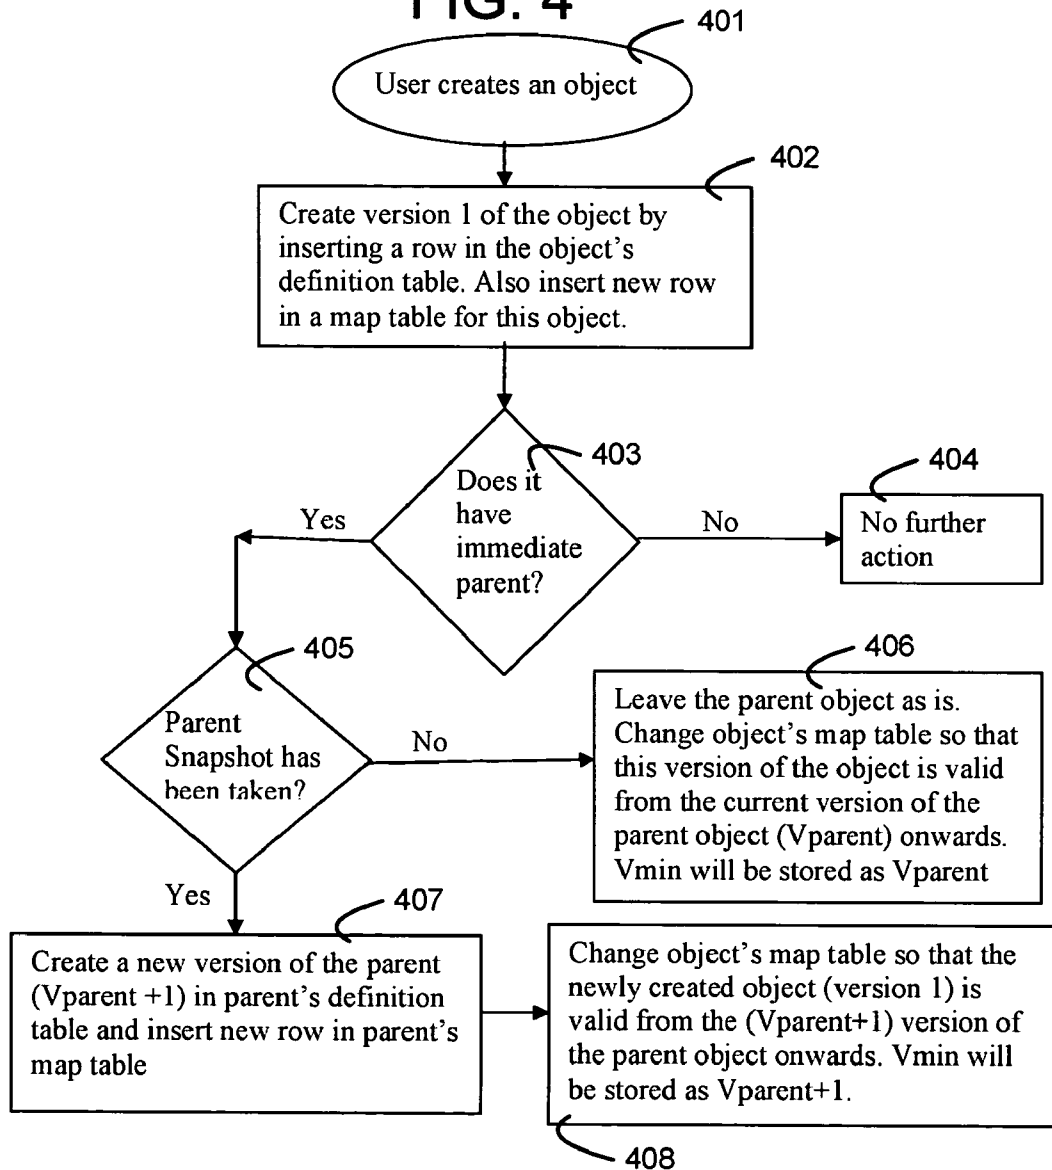 FIG. 4
401
User creates an object
402
Create version 1 of the object by
inserting a row in the object's
definition table. Also insert new row
in a map table for this object.
403
Does it
have
immediate
parent?
Yes
No
404
No further
action
405
Parent
Snapshot has
been taken?
No
406
Leave the parent object as is.
Change object's map table so that
this version of the object is valid
from the current version of the
parent object (Vparent) onwards.
Vmin will be stored as Vparent
Yes
407
Create a new version of the parent
(Vparent +1) in parent's definition
table and insert new row in parent's
map table
Change object's map table so that the
newly created object (version 1) is
valid from the (Vparent+1) version of
the parent object onwards. Vmin will
be stored as Vparent+1.
408